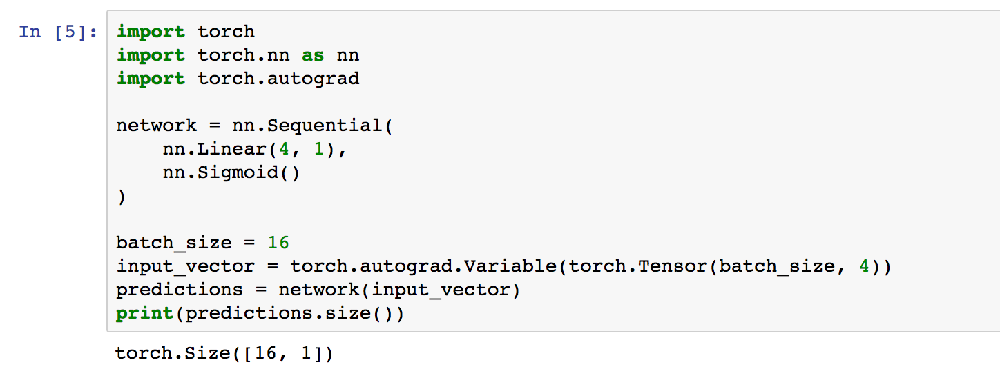 In [5]: import torch
import torch.nn as nn
import torch.autograd

network = nn.Sequential(
    nn.Linear(4, 1),
    nn.Sigmoid()
)

batch_size = 16
input_vector = torch.autograd.Variable(torch.Tensor(batch_size, 4))
predictions = network(input_vector)
print(predictions.size())
torch.Size([16, 1])